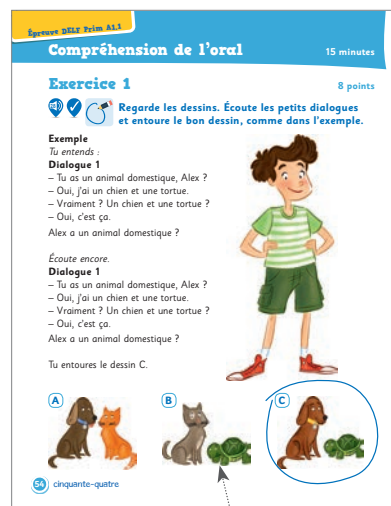 Épreuve DELF Prim A1.1
Compréhension de l'oral 15 minutes
Exercice 1 8 points
Regarde les dessins. Écoute les petits dialogues
et entoure le bon dessin, comme dans l'exemple.
Exemple
Tu entends :
Dialogue 1
– Tu as un animal domestique, Alex ?
– Oui, j'ai un chien et une tortue.
– Vraiment ? Un chien et une tortue ?
– Oui, c'est ça.
Alex a un animal domestique ?
Écoute encore.
Dialogue 1
– Tu as un animal domestique, Alex ?
– Oui, j'ai un chien et une tortue.
– Vraiment ? Un chien et une tortue ?
– Oui, c'est ça.
Alex a un animal domestique ?
Tu entoures le dessin C.
A B C
54 cinquante-quatre